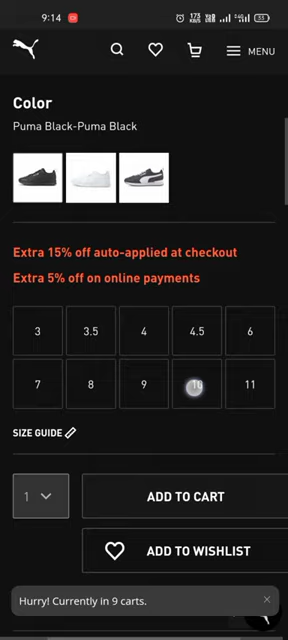 9:14
MENU
Color
Puma Black-Puma Black
Extra 15% off auto-applied at checkout
Extra 5% off on online payments
3 3.5 4 4.5 6
7 8 9 10 11
SIZE GUIDE
1 ADD TO CART
ADD TO WISHLIST
Hurry! Currently in 9 carts.